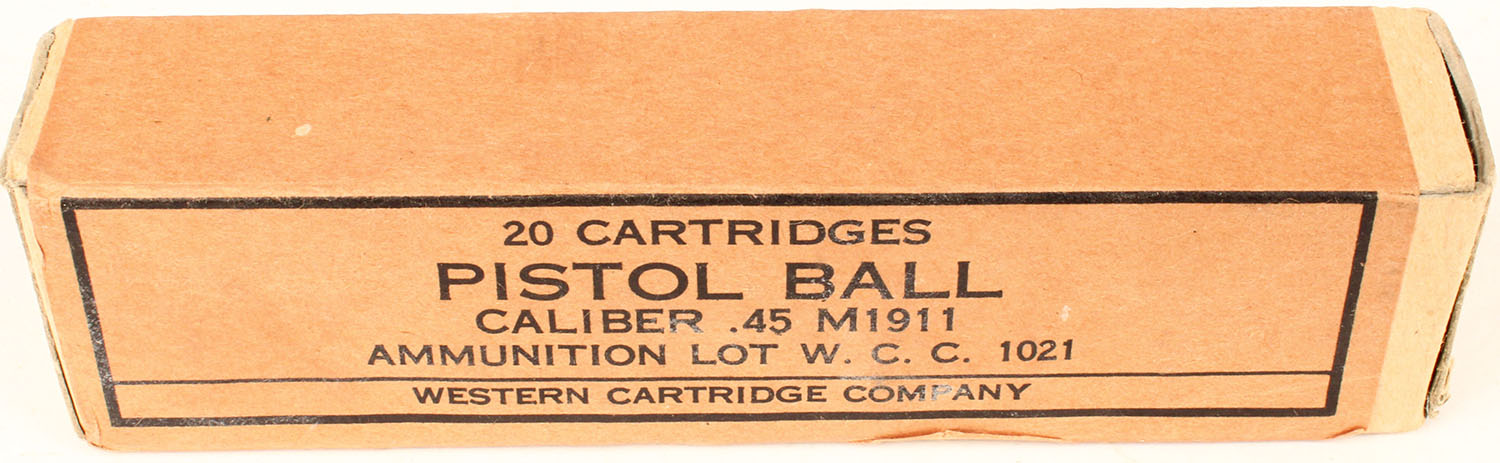 20 CARTRIDGES
PISTOL BALL
CALIBER .45 M1911
AMMUNITION LOT W. C. C. 1021
WESTERN CARTRIDGE COMPANY